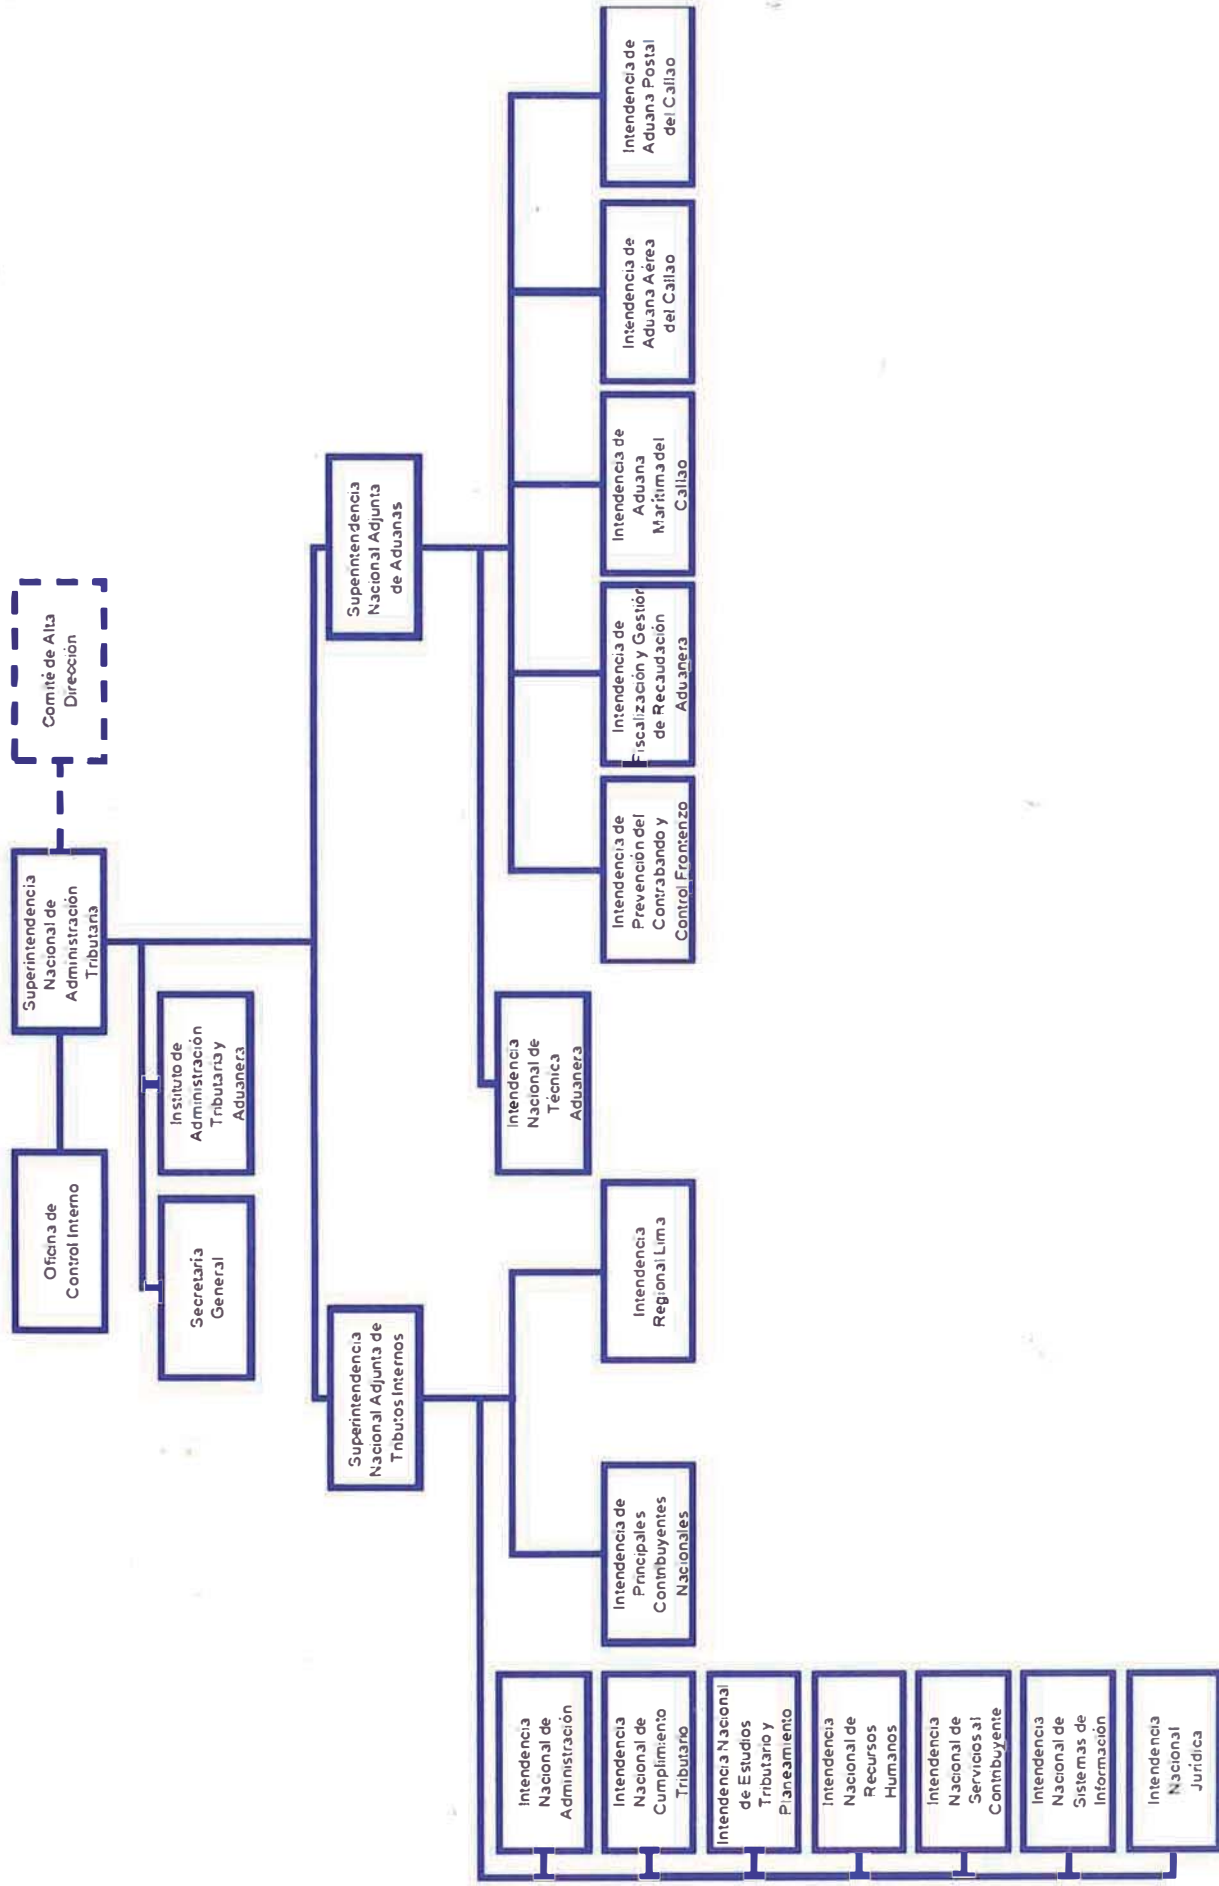 Comité de Alta
Dirección
Superintendencia
Nacional de
Administración
Tributaria
Oficina de
Control Interno
Instituto de
Administración
Tributaria y
Aduanera
Secretaria
General
Superintendencia
Nacional Adjunta de
Tributos Internos
Superintendencia
Nacional Adjunta
de Aduanas
Intendencia
Nacional de
Administración
Intendencia
Nacional de
Cumplimiento
Tributario
Intendencia Nacional
de Estudios
Tributario y
Planeamiento
Intendencia
Nacional de
Recursos
Humanos
Intendencia
Nacional de
Servicios al
Contribuyente
Intendencia
Nacional de
Sistemas de
Información
Intendencia
Nacional
Jurídica
Intendencia de
Principales
Contribuyentes
Nacionales
Intendencia
Regional Lima
Intendencia
Nacional de
Técnica
Aduanera
Intendencia de
Prevención del
Contrabando y
Control Fronterizo
Intendencia de
Fiscalización y Gestión
de Recaudación
Aduanera
Intendencia de
Aduana
Marítima del
Callao
Intendencia de
Aduana Aérea
del Callao
Intendencia de
Aduana Postal
del Callao